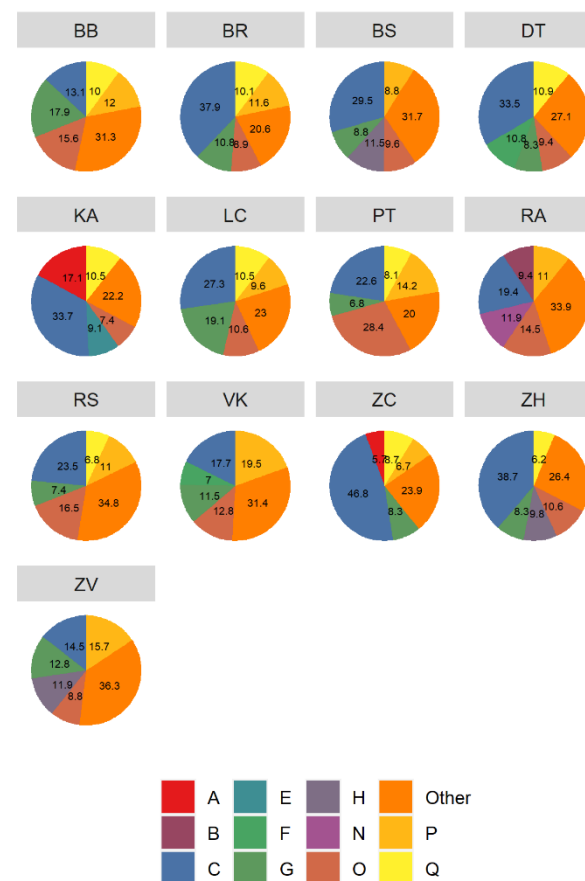 BB BR BS DT
13.1 10 10.1 8.8 10.9
17.9 12 37.9 11.6 29.5 31.7 33.5 27.1
15.6 31.3 10.8 8.9 20.6 8.8 11.5 9.6 10.8 8.3 9.4
KA LC PT RA
17.1 10.5 10.5 8.1 9.4 11
22.2 27.3 9.6 22.6 14.2 19.4 33.9
33.7 7.4 19.1 23 6.8 20 11.9
9.1 10.6 28.4 14.5
RS VK ZC ZH
23.5 6.8 11 17.7 19.5 5.7 8.7 6.7 6.2
7.4 34.8 7 31.4 46.8 23.9 38.7 26.4
16.5 11.5 12.8 8.3 8.3 9.8 10.6
ZV
14.5 15.7
12.8
11.9 36.3
8.8
A E H Other
B F N P
C G O Q